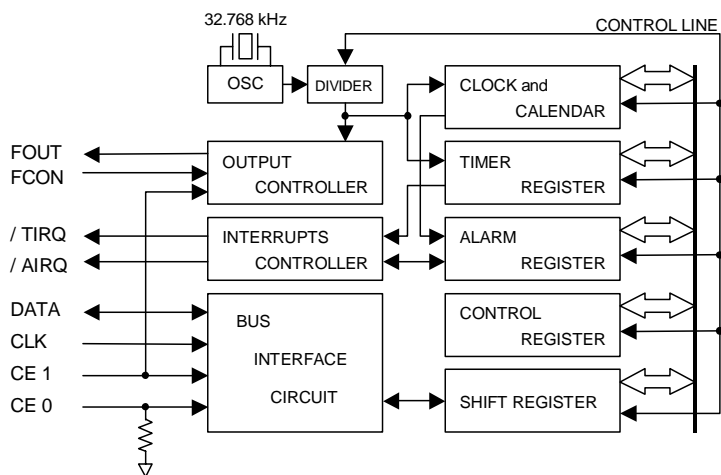 32.768 kHz
CONTROL LINE
OSC
DIVIDER
CLOCK and
CALENDAR
FOUT
FCON
OUTPUT
CONTROLLER
TIMER
REGISTER
/ TIRQ
/ AIRQ
INTERRUPTS
CONTROLLER
ALARM
REGISTER
DATA
CLK
CE 1
CE 0
BUS
INTERFACE
CIRCUIT
CONTROL
REGISTER
SHIFT REGISTER